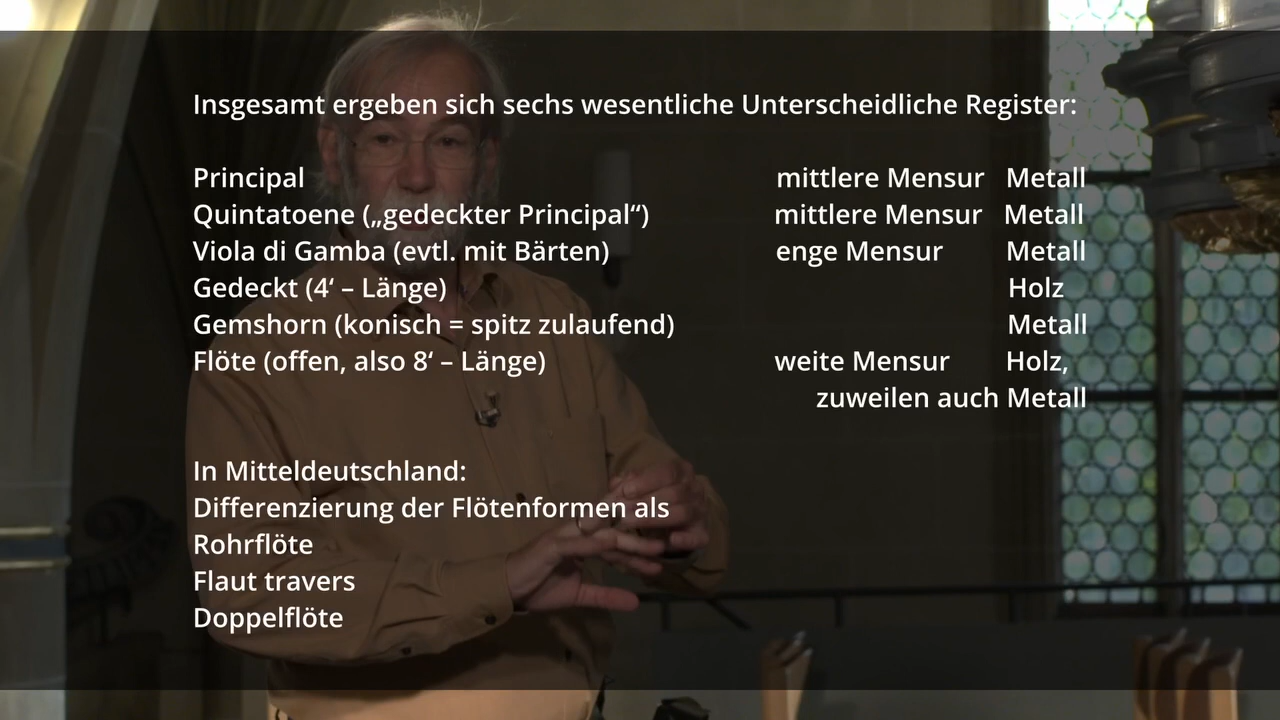 Insgesamt ergeben sich sechs wesentliche Unterscheidliche Register:
Principal mittlere Mensur Metall
Quintatoene („gedeckter Principal“) mittlere Mensur Metall
Viola di Gamba (evtl. mit Bärten) enge Mensur Metall
Gedeckt (4‘ – Länge) Holz
Gemshorn (konisch = spitz zulaufend) Metall
Flöte (offen, also 8‘ – Länge) weite Mensur Holz,
zuweilen auch Metall
In Mitteldeutschland:
Differenzierung der Flötenformen als
Rohrflöte
Flaut travers
Doppelflöte